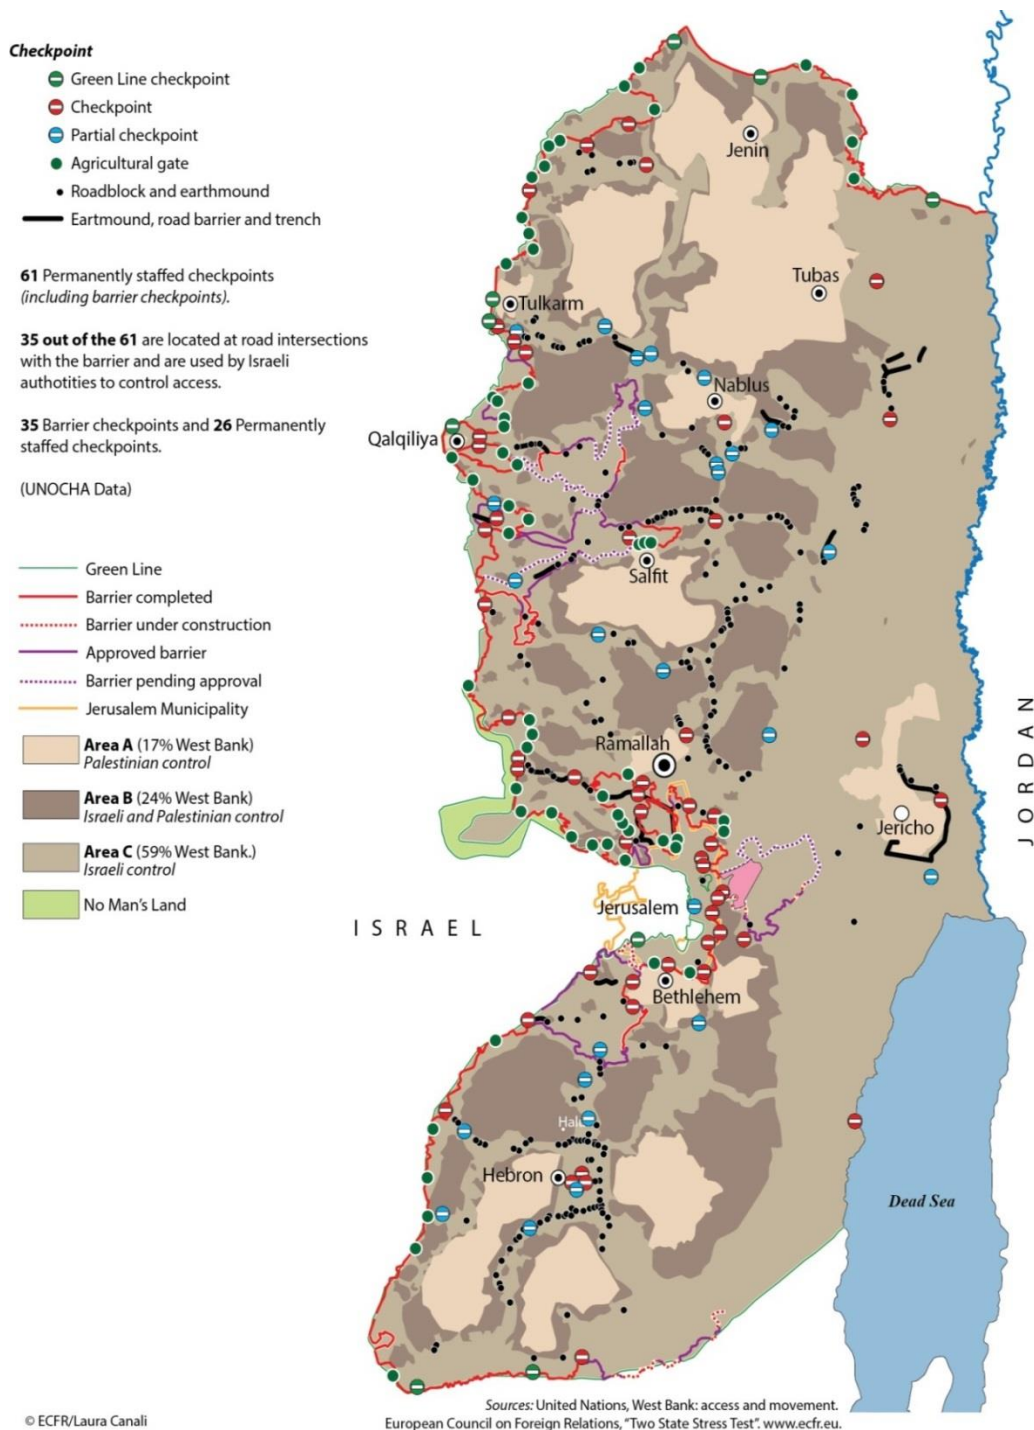 Checkpoint
Green Line checkpoint
Checkpoint
Partial checkpoint
Agricultural gate
Roadblock and earthmound
Eartmound, road barrier and trench
61 Permanently staffed checkpoints
(including barrier checkpoints).
35 out of the 61 are located at road intersections
with the barrier and are used by Israeli
authotities to control access.
35 Barrier checkpoints and 26 Permanently
staffed checkpoints.
(UNOCHA Data)
Green Line
Barrier completed
Barrier under construction
Approved barrier
Barrier pending approval
Jerusalem Municipality
Area A (17% West Bank)
Palestinian control
Area B (24% West Bank)
Israeli and Palestinian control
Area C (59% West Bank.)
Israeli control
No Man's Land
Jenin
Tubas
Tulkarm
Nablus
Qalqiliya
Salfit
Ramallah
Jericho
JORDAN
Jerusalem
ISRAEL
Bethlehem
Hebron
Dead Sea
Sources: United Nations, West Bank: access and movement.
European Council on Foreign Relations, "Two State Stress Test". www.ecfr.eu.
© ECFR/Laura Canali